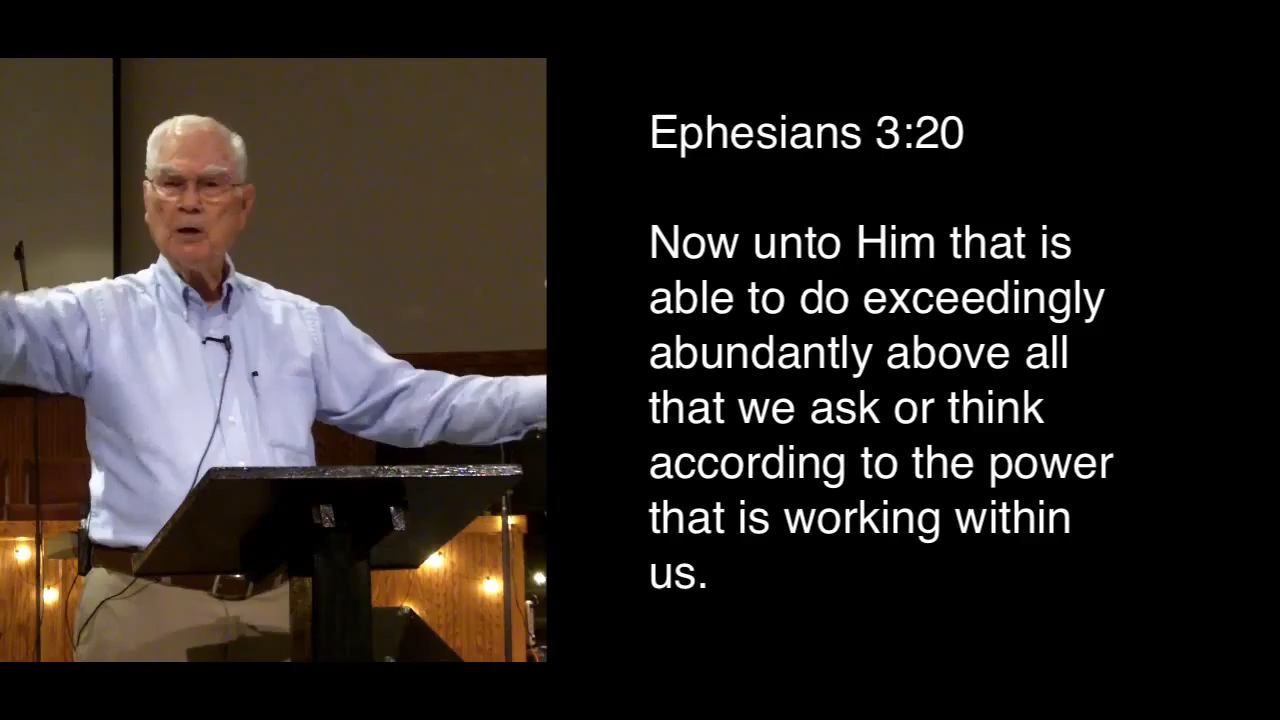 Ephesians 3:20
Now unto Him that is
able to do exceedingly
abundantly above all
that we ask or think
according to the power
that is working within
us.